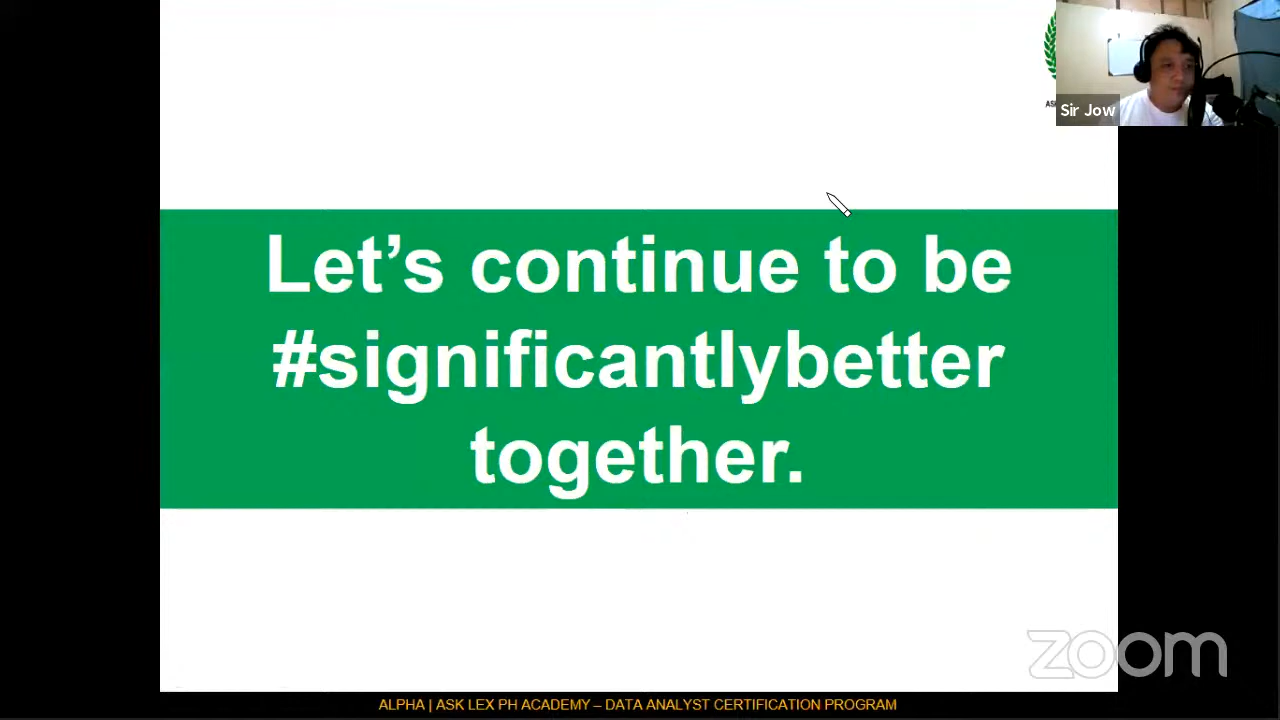 Sir Jow
Let’s continue to be
#significantlybetter
together.
zoom
ALPHA | ASK LEX PH ACADEMY – DATA ANALYST CERTIFICATION PROGRAM